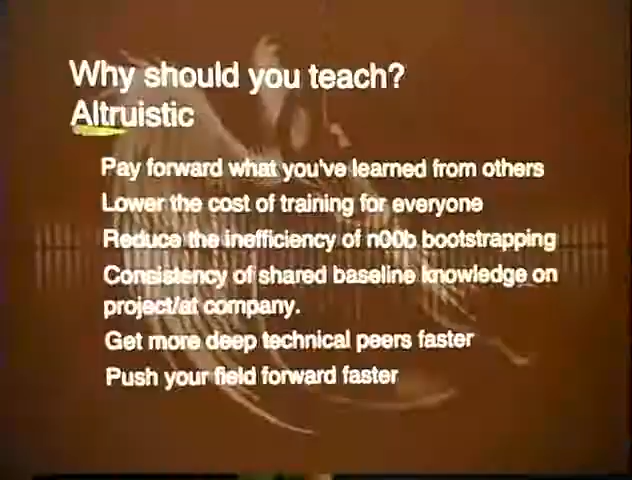 Why should you teach?
Altruistic
Pay forward what you've learned from others
Lower the cost of training for everyone
Reduce the inefficiency of n00b bootstrapping
Consistency of shared baseline knowledge on
project/at company.
Get more deep technical peers faster
Push your field forward faster